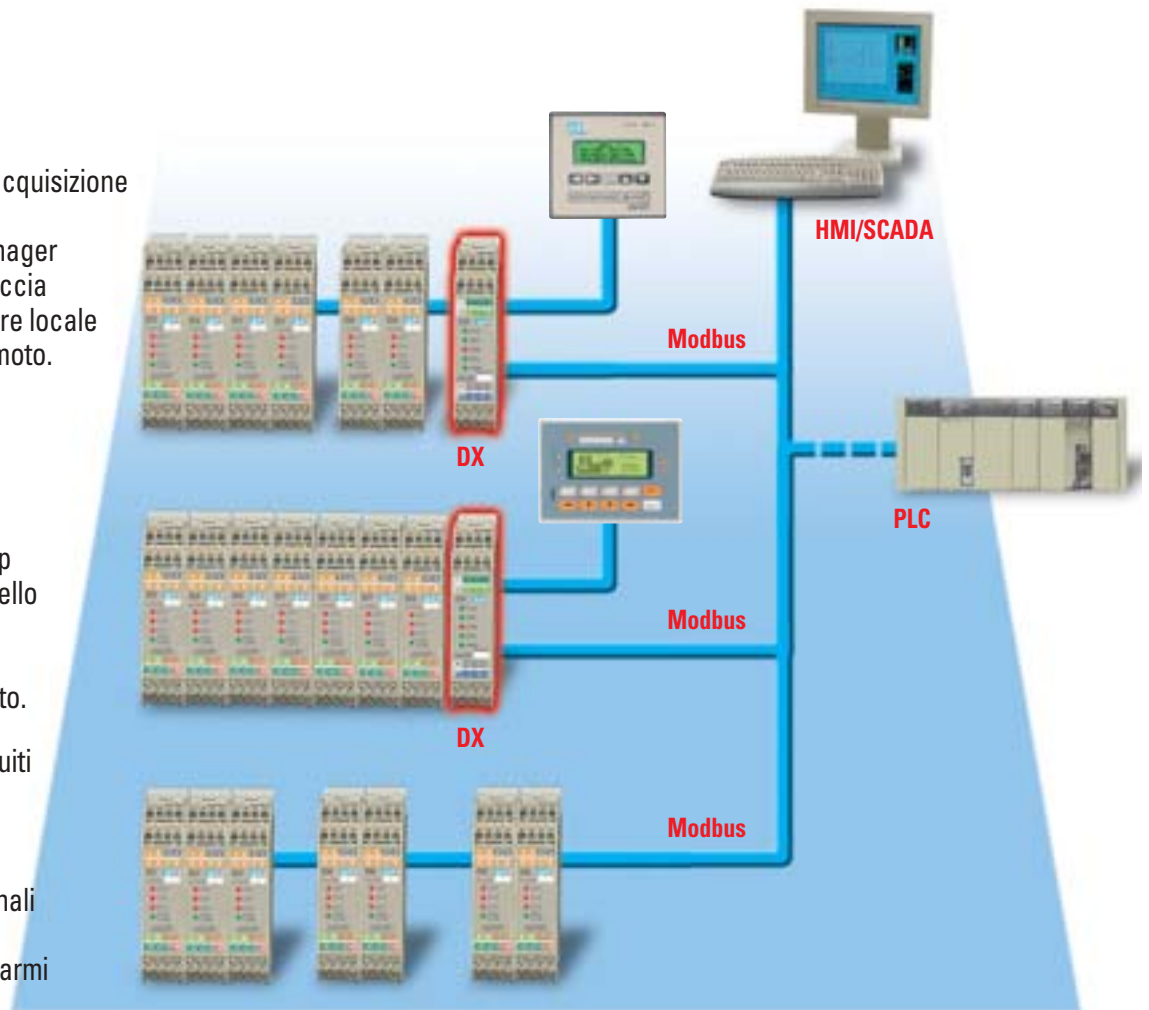 cquisizione
nager
ccia
re locale
moto.
p
ello
to.
uiti
nali
armi
HMI/SCADA
Modbus
DX
PLC
Modbus
DX
Modbus